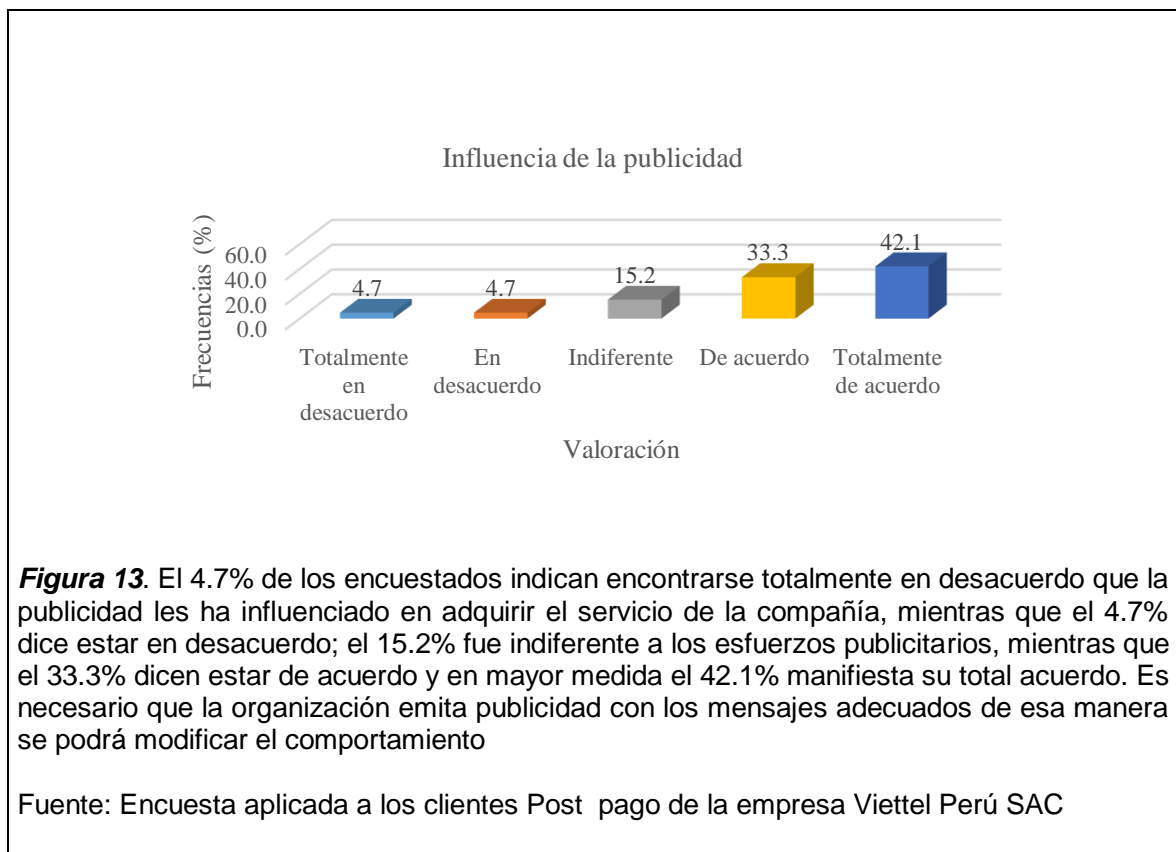 Influencia de la publicidad
Frecuencias (%)
60.0
40.0
20.0
0.0
4.7
4.7
15.2
33.3
42.1
Totalmente
en
desacuerdo
En
desacuerdo
Indiferente
De acuerdo
Totalmente
de acuerdo
Valoración
Figura 13. El 4.7% de los encuestados indican encontrarse totalmente en desacuerdo que la
publicidad les ha influenciado en adquirir el servicio de la compañía, mientras que el 4.7%
dice estar en desacuerdo; el 15.2% fue indiferente a los esfuerzos publicitarios, mientras que
el 33.3% dicen estar de acuerdo y en mayor medida el 42.1% manifiesta su total acuerdo. Es
necesario que la organización emita publicidad con los mensajes adecuados de esa manera
se podrá modificar el comportamiento
Fuente: Encuesta aplicada a los clientes Post pago de la empresa Viettel Perú SAC